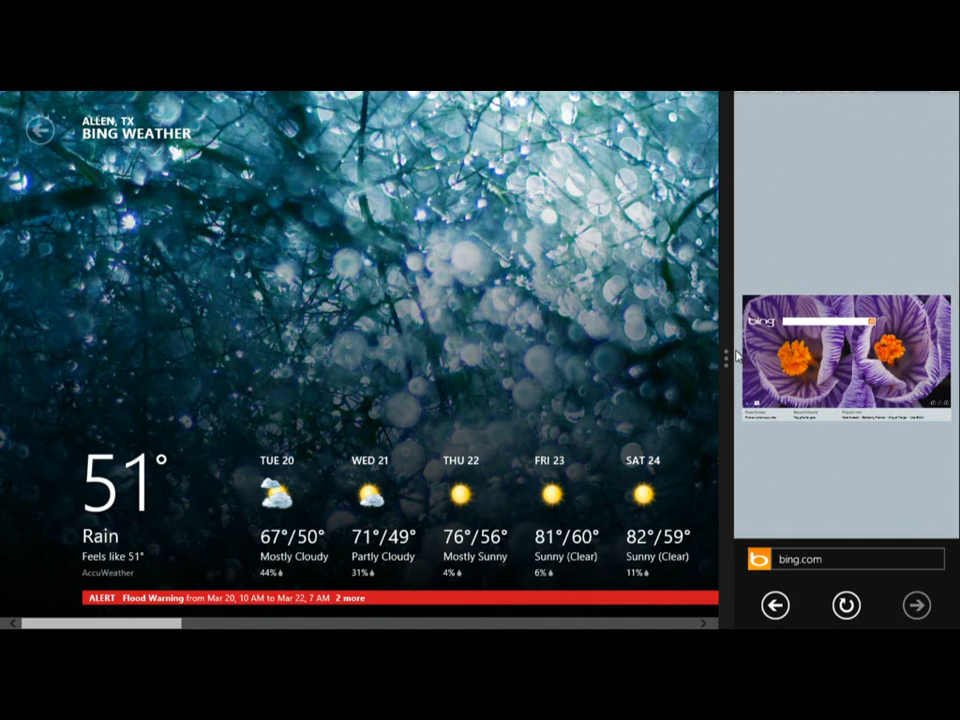 ALLEN, TX
BING WEATHER
bing
51°
Rain
Feels like 51°
AccuWeather
TUE 20
67°/50°
Mostly Cloudy
44%
WED 21
71°/49°
Partly Cloudy
31%
THU 22
76°/56°
Mostly Sunny
4%
FRI 23
81°/60°
Sunny (Clear)
6%
SAT 24
82°/59°
Sunny (Clear)
11%
ALERT Flood Warning from Mar 20, 10 AM to Mar 22, 7 AM 2 more
bing.com